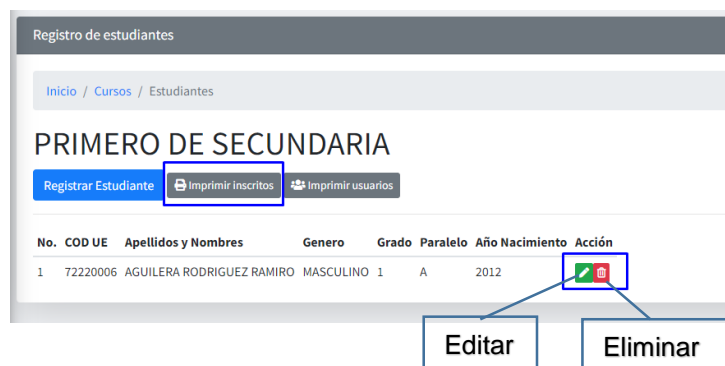 Registro de estudiantes
Inicio / Cursos / Estudiantes
PRIMERO DE SECUNDARIA
Registrar Estudiante Imprimir inscritos Imprimir usuarios
No. COD UE Apellidos y Nombres Genero Grado Paralelo Año Nacimiento Acción
1 72220006 AGUILERA RODRIGUEZ RAMIRO MASCULINO 1 A 2012
Editar Eliminar